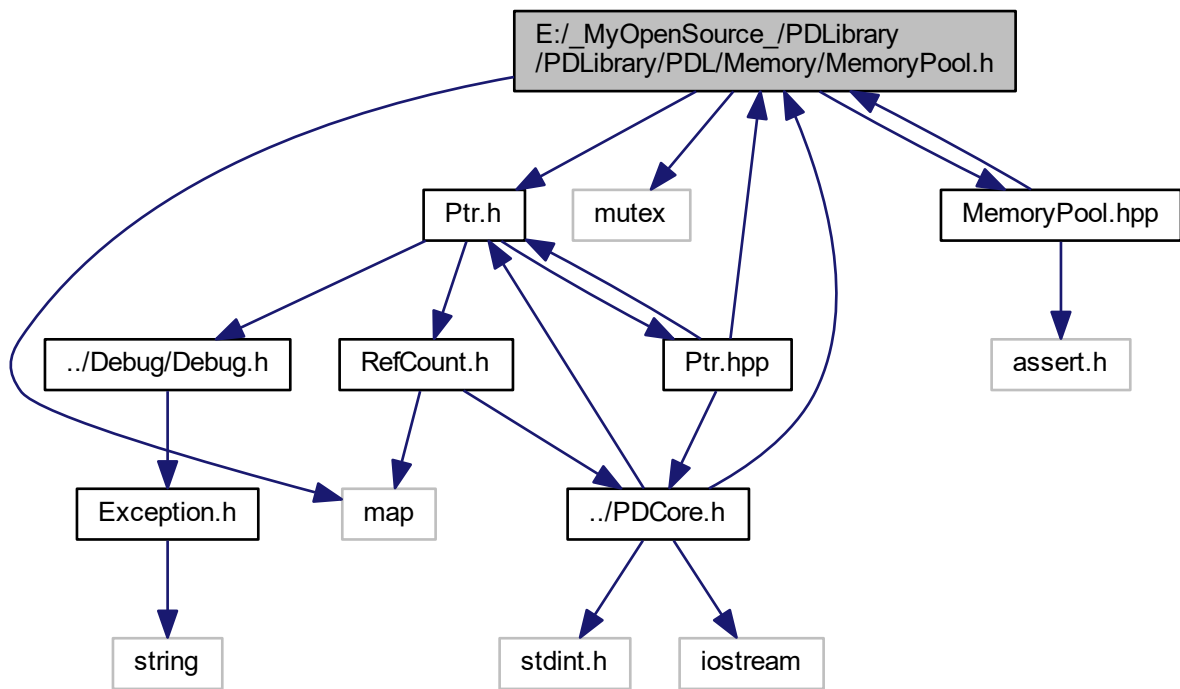 E:/_MyOpenSource_/PDLibrary
/PDLibrary/PDL/Memory/MemoryPool.h
Ptr.h
mutex
MemoryPool.hpp
../Debug/Debug.h
RefCount.h
Ptr.hpp
assert.h
Exception.h
map
../PDCore.h
string
stdint.h
iostream